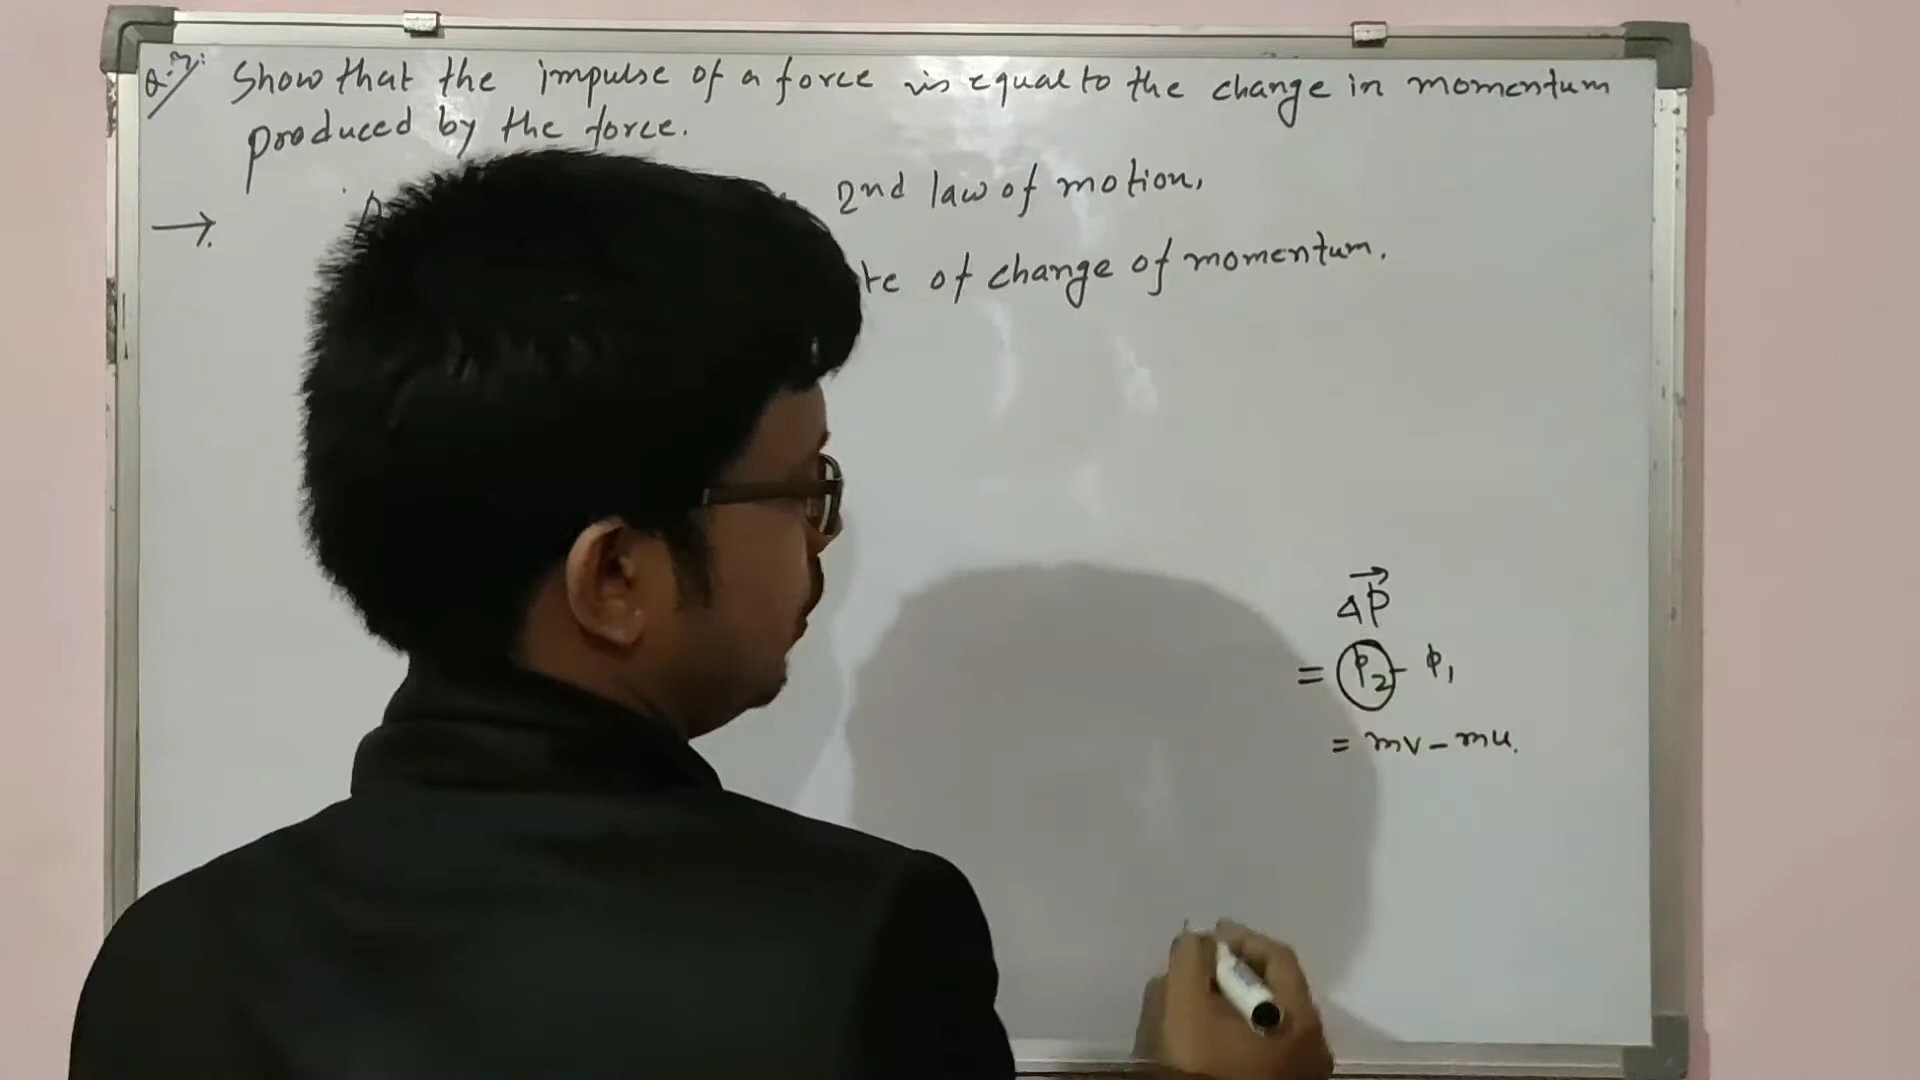 Q.7: Show that the impulse of a force is equal to the change in momentum
produced by the force.
2nd law of motion,
→ of change of momentum.
ΔP⃗
= P₂ - P₁
= mv - mu.